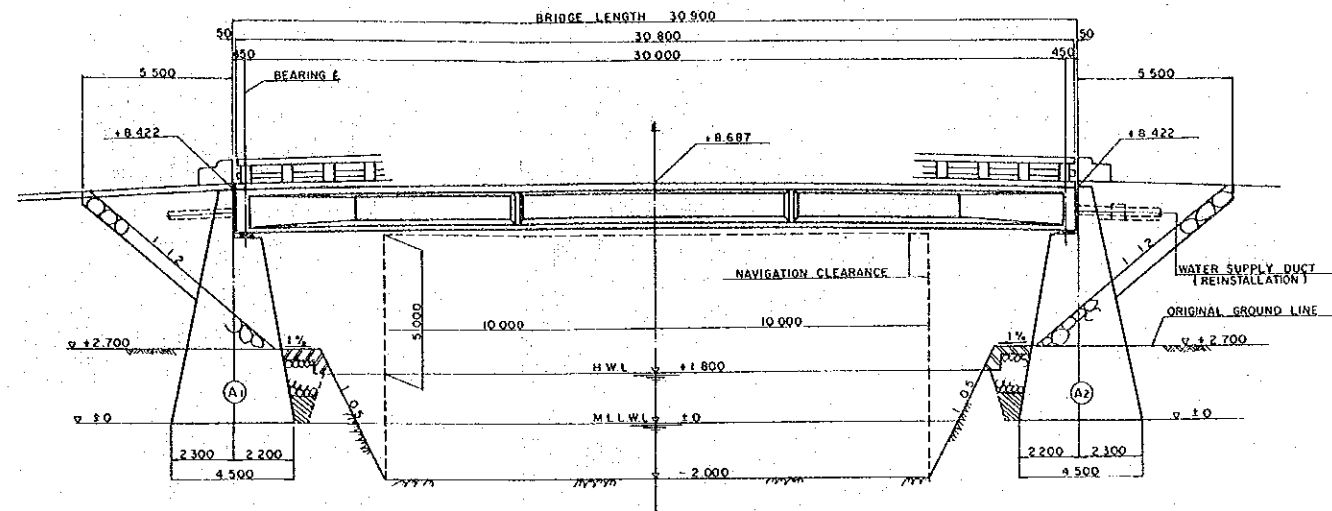 BRIDGE LENGTH 30 900
50 30 800 50
450 30 000 450
5 500 5 500
BEARING ℄
+8.422 +8.687 +8.422
1 1.2 1 1.2
NAVIGATION CLEARANCE
WATER SUPPLY DUCT
(REINSTALLATION)
5 000
10 000 10 000
ORIGINAL GROUND LINE
+2.700 1% 1% +2.700
H.W.L +1.800
A1 1 0.5 1 0.5 A2
±0 M.L.L.W.L ±0 ±0
2 300 2 200 2 200 2 300
4 500 -2.000 4 500